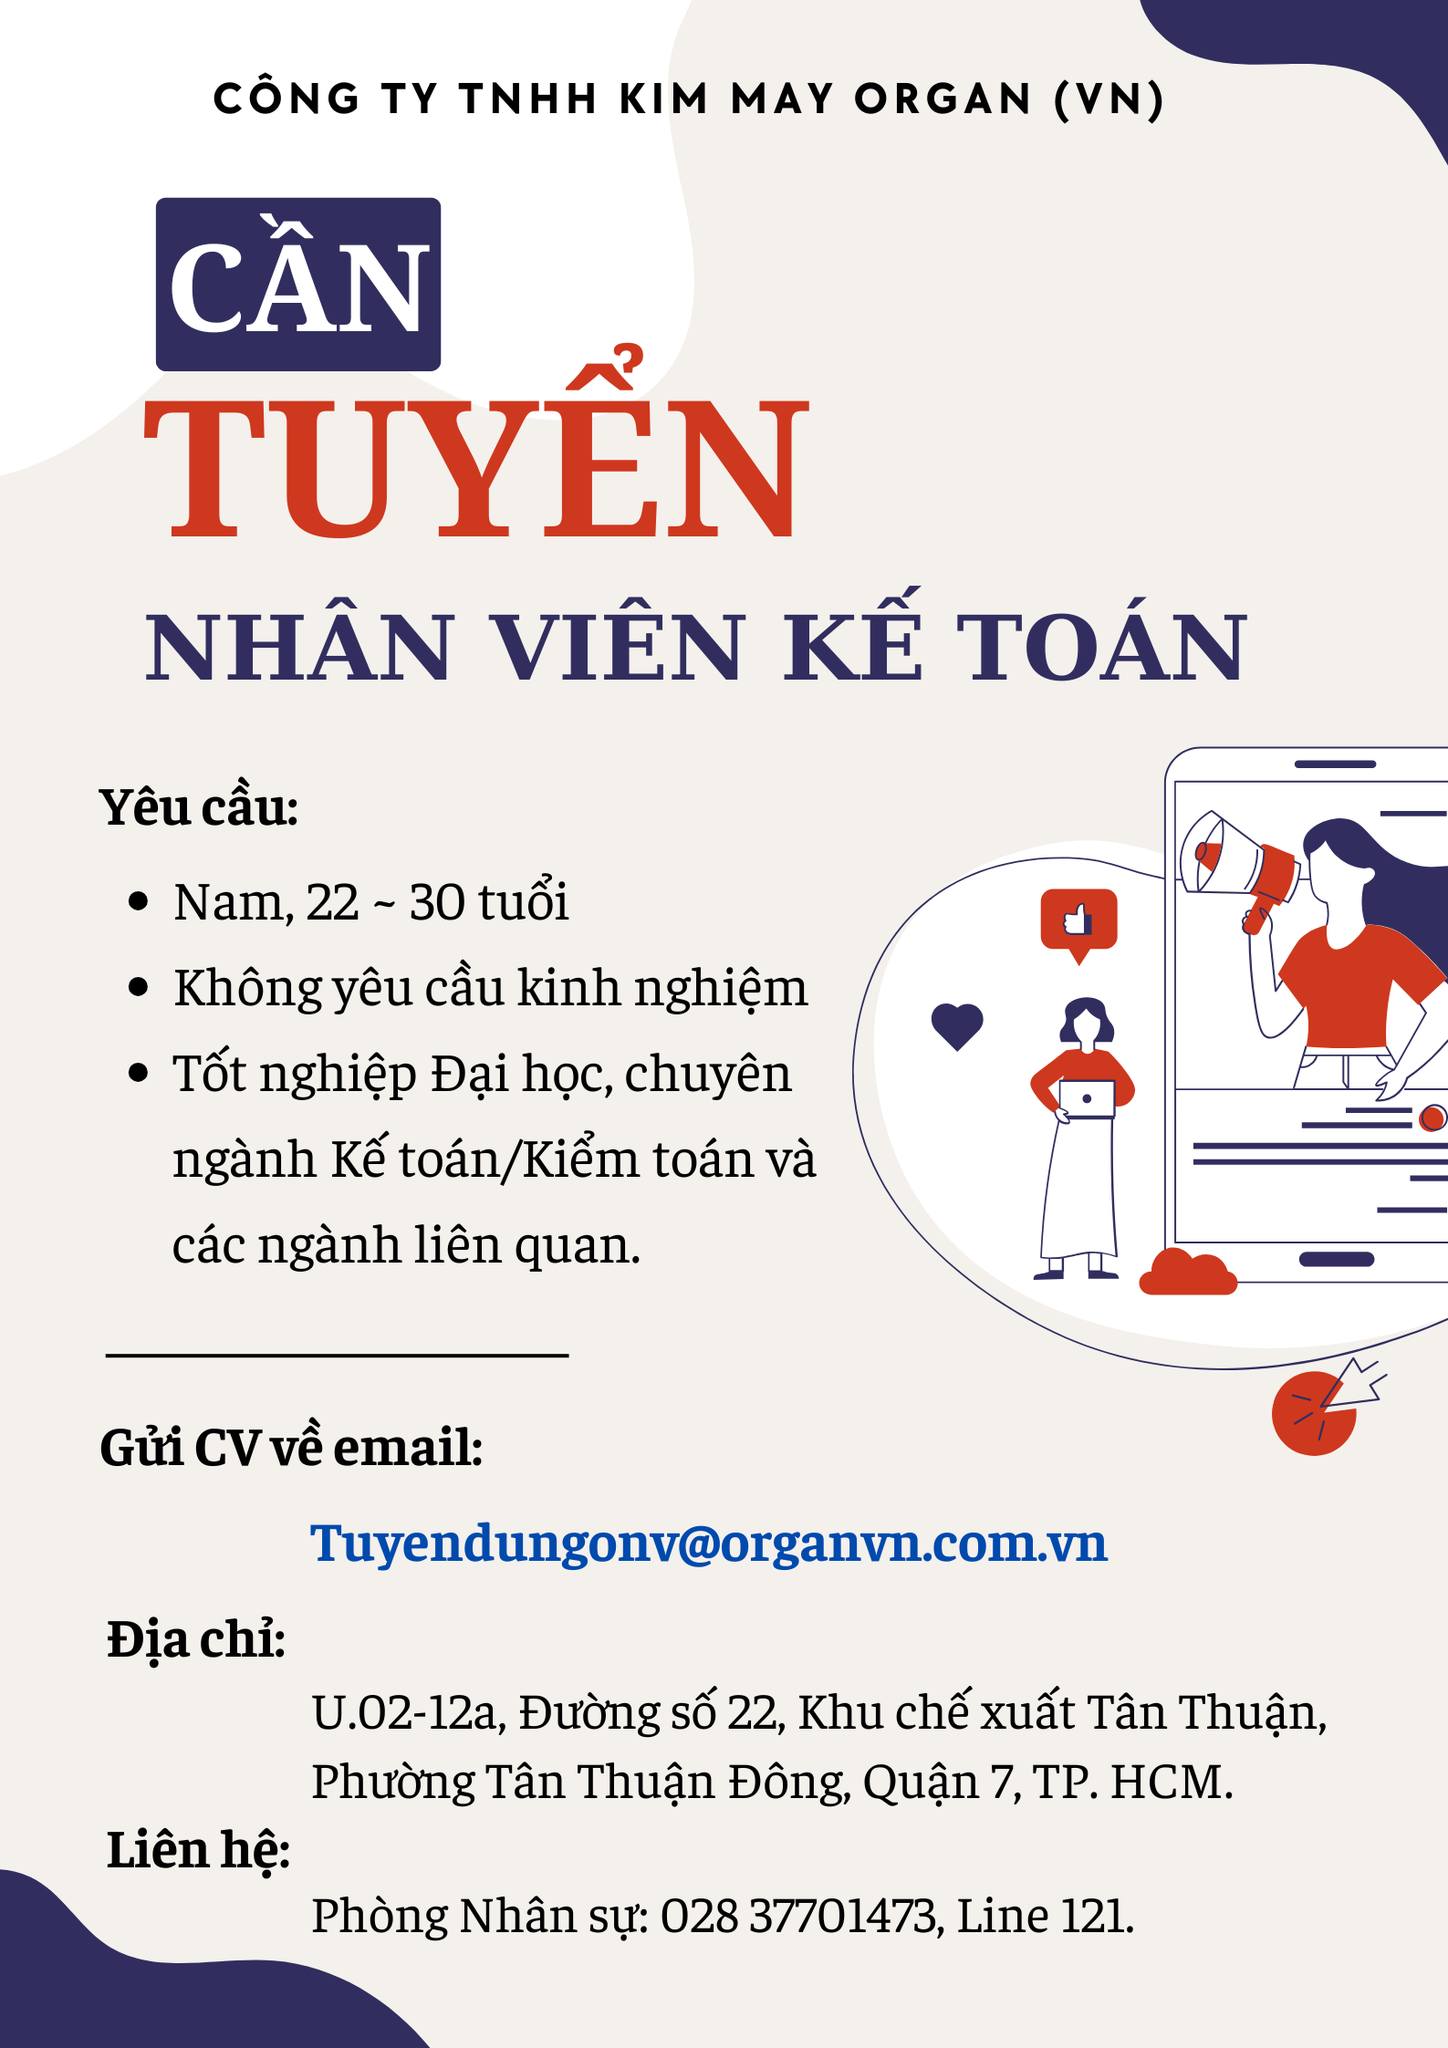 CÔNG TY TNHH KIM MAY ORGAN (VN)
CẦN
TUYỂN
NHÂN VIÊN KẾ TOÁN
Yêu cầu:
• Nam, 22 ~ 30 tuổi
• Không yêu cầu kinh nghiệm
• Tốt nghiệp Đại học, chuyên
ngành Kế toán/Kiểm toán và
các ngành liên quan.
Gửi CV về email:
Tuyendungonv@organvn.com.vn
Địa chỉ:
U.02-12a, Đường số 22, Khu chế xuất Tân Thuận,
Phường Tân Thuận Đông, Quận 7, TP. HCM.
Liên hệ:
Phòng Nhân sự: 028 37701473, Line 121.